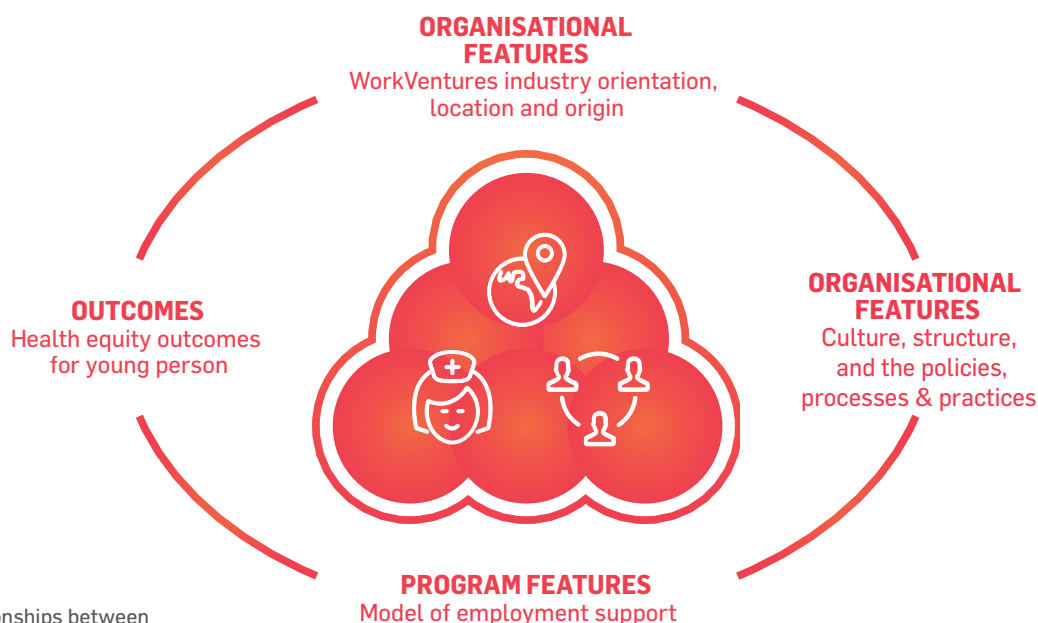 ORGANISATIONAL
FEATURES
WorkVentures industry orientation,
location and origin
OUTCOMES
Health equity outcomes
for young person
ORGANISATIONAL
FEATURES
Culture, structure,
and the policies,
processes & practices
PROGRAM FEATURES
Model of employment support
between